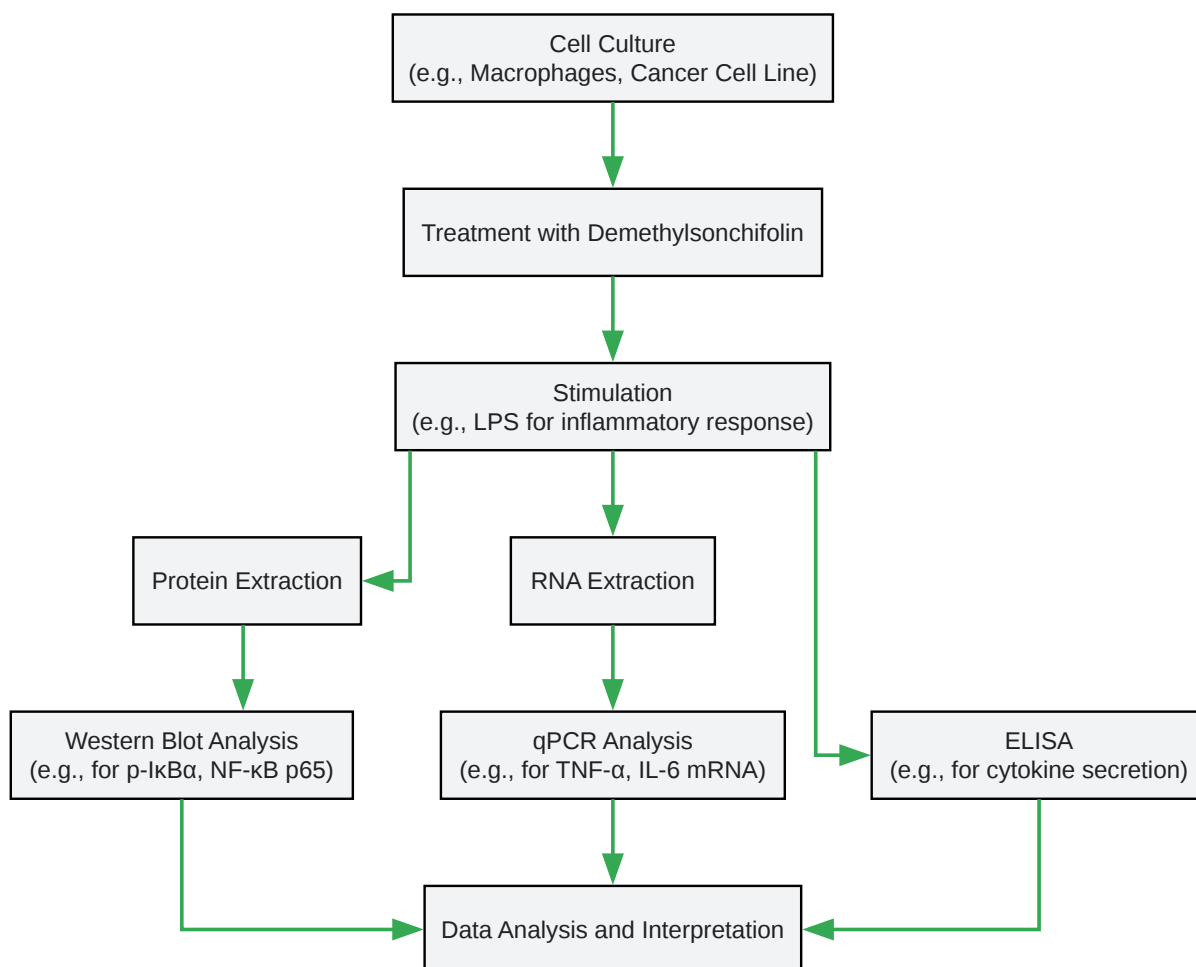 Cell Culture
(e.g., Macrophages, Cancer Cell Line)
Treatment with Demethylsonchifolin
Stimulation
(e.g., LPS for inflammatory response)
Protein Extraction
RNA Extraction
Western Blot Analysis
(e.g., for p-IκBα, NF-κB p65)
qPCR Analysis
(e.g., for TNF-α, IL-6 mRNA)
ELISA
(e.g., for cytokine secretion)
Data Analysis and Interpretation